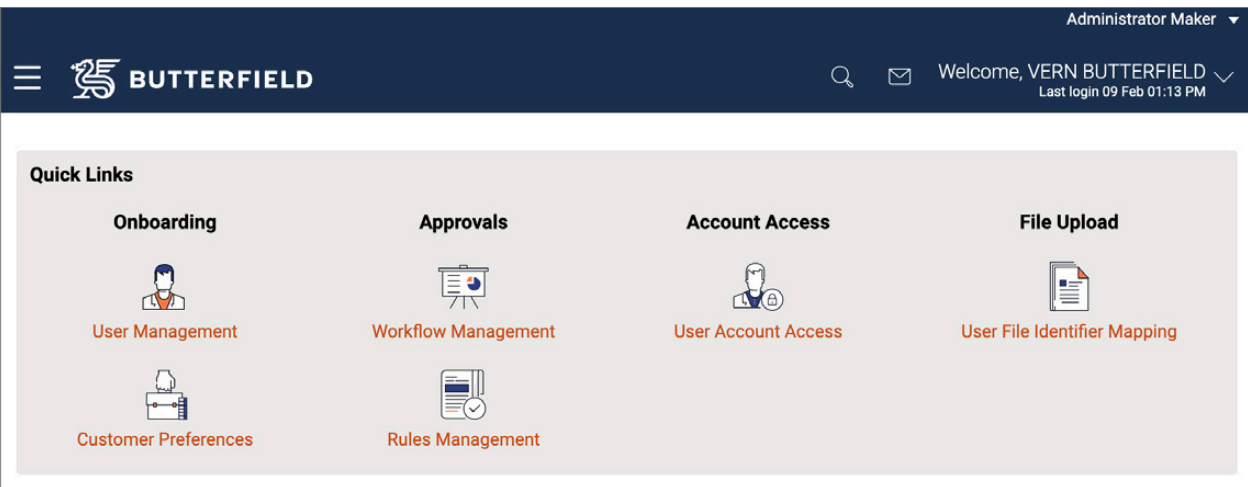 Administrator Maker
BUTTERFIELD
Welcome, VERN BUTTERFIELD
Last login 09 Feb 01:13 PM
Quick Links
Onboarding
Approvals
Account Access
File Upload
User Management
Workflow Management
User Account Access
User File Identifier Mapping
Customer Preferences
Rules Management